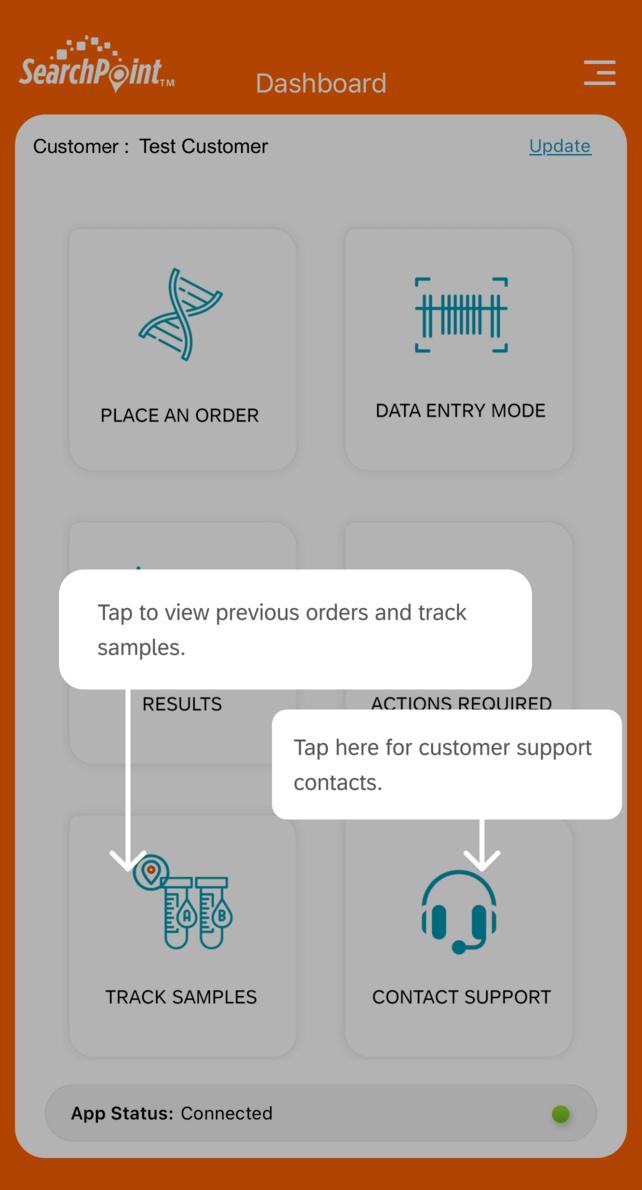 SearchPoint™
Dashboard
Customer : Test Customer
Update
PLACE AN ORDER
DATA ENTRY MODE
Tap to view previous orders and track
samples.
RESULTS
ACTIONS REQUIRED
Tap here for customer support
contacts.
A
B
TRACK SAMPLES
CONTACT SUPPORT
App Status: Connected